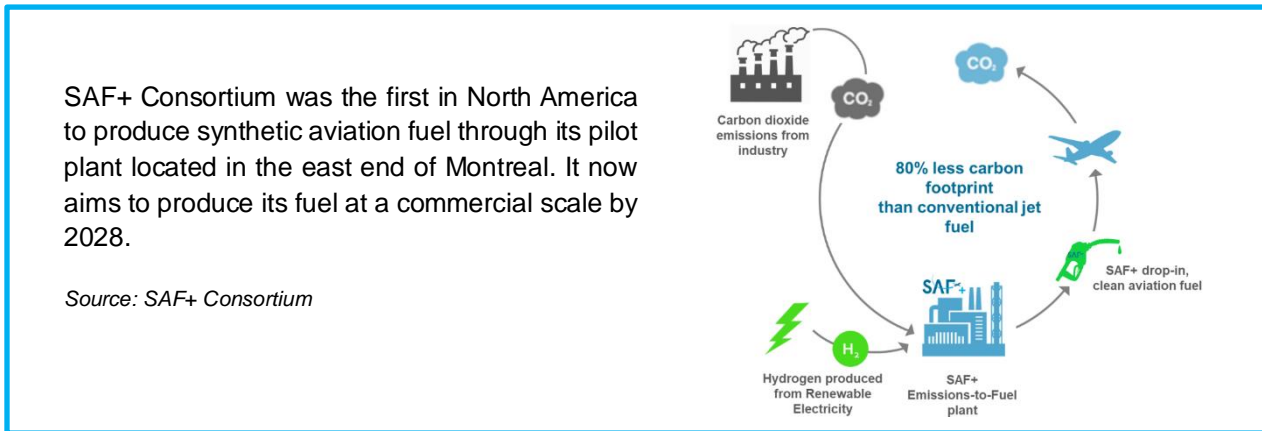 SAF+ Consortium was the first in North America
to produce synthetic aviation fuel through its pilot
plant located in the east end of Montreal. It now
aims to produce its fuel at a commercial scale by
2028.
Source: SAF+ Consortium
CO₂
CO₂
Carbon dioxide
emissions from
industry
80% less carbon
footprint
than conventional jet
fuel
SAF+ drop-in,
clean aviation fuel
SAF+
H₂
Hydrogen produced
from Renewable
Electricity
SAF+
Emissions-to-Fuel
plant